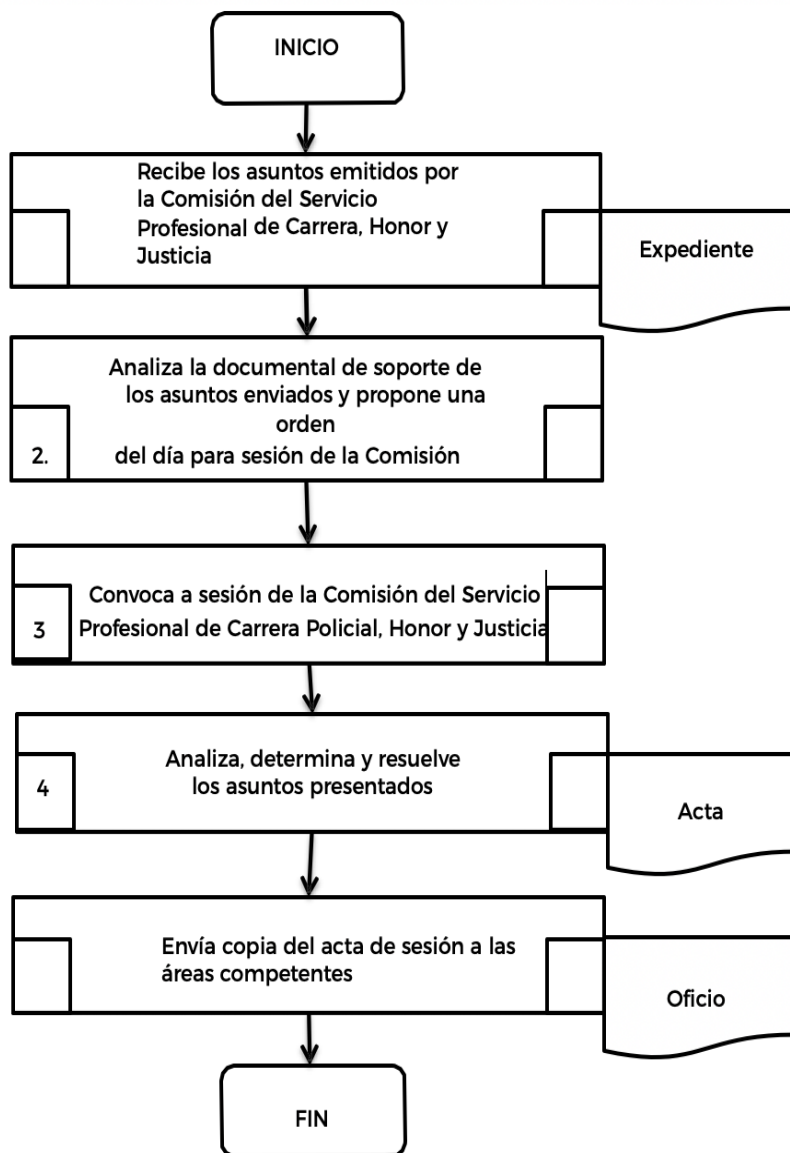 INICIO
Recibe los asuntos emitidos por
la Comisión del Servicio
Profesional de Carrera, Honor y
Justicia
Expediente
Analiza la documental de soporte de
los asuntos enviados y propone una
orden
2.
del día para sesión de la Comisión
Convoca a sesión de la Comisión del Servicio
3
Profesional de Carrera Policial, Honor y Justicia
Analiza, determina y resuelve
4
los asuntos presentados
Acta
Envía copia del acta de sesión a las
áreas competentes
Oficio
FIN